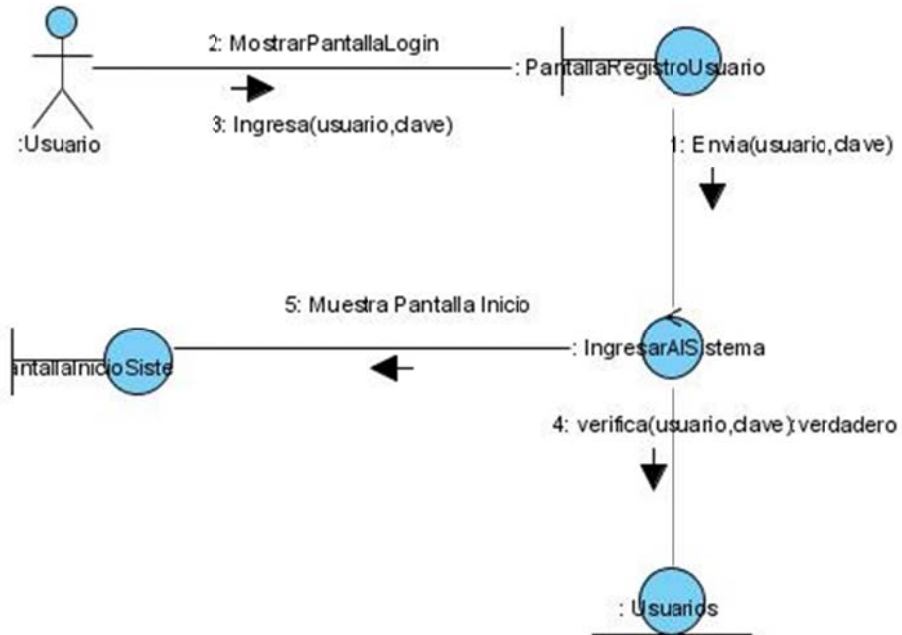 2: MostrarPantallaLogin
: PantallaRegistroUsuario
3: Ingresa(usuario,clave)
:Usuario
1: Envia(usuario,clave)
5: Muestra Pantalla Inicio
: IngresarAlSistema
antallaInicioSiste
4: verifica(usuario,clave):verdadero
: Usuarios